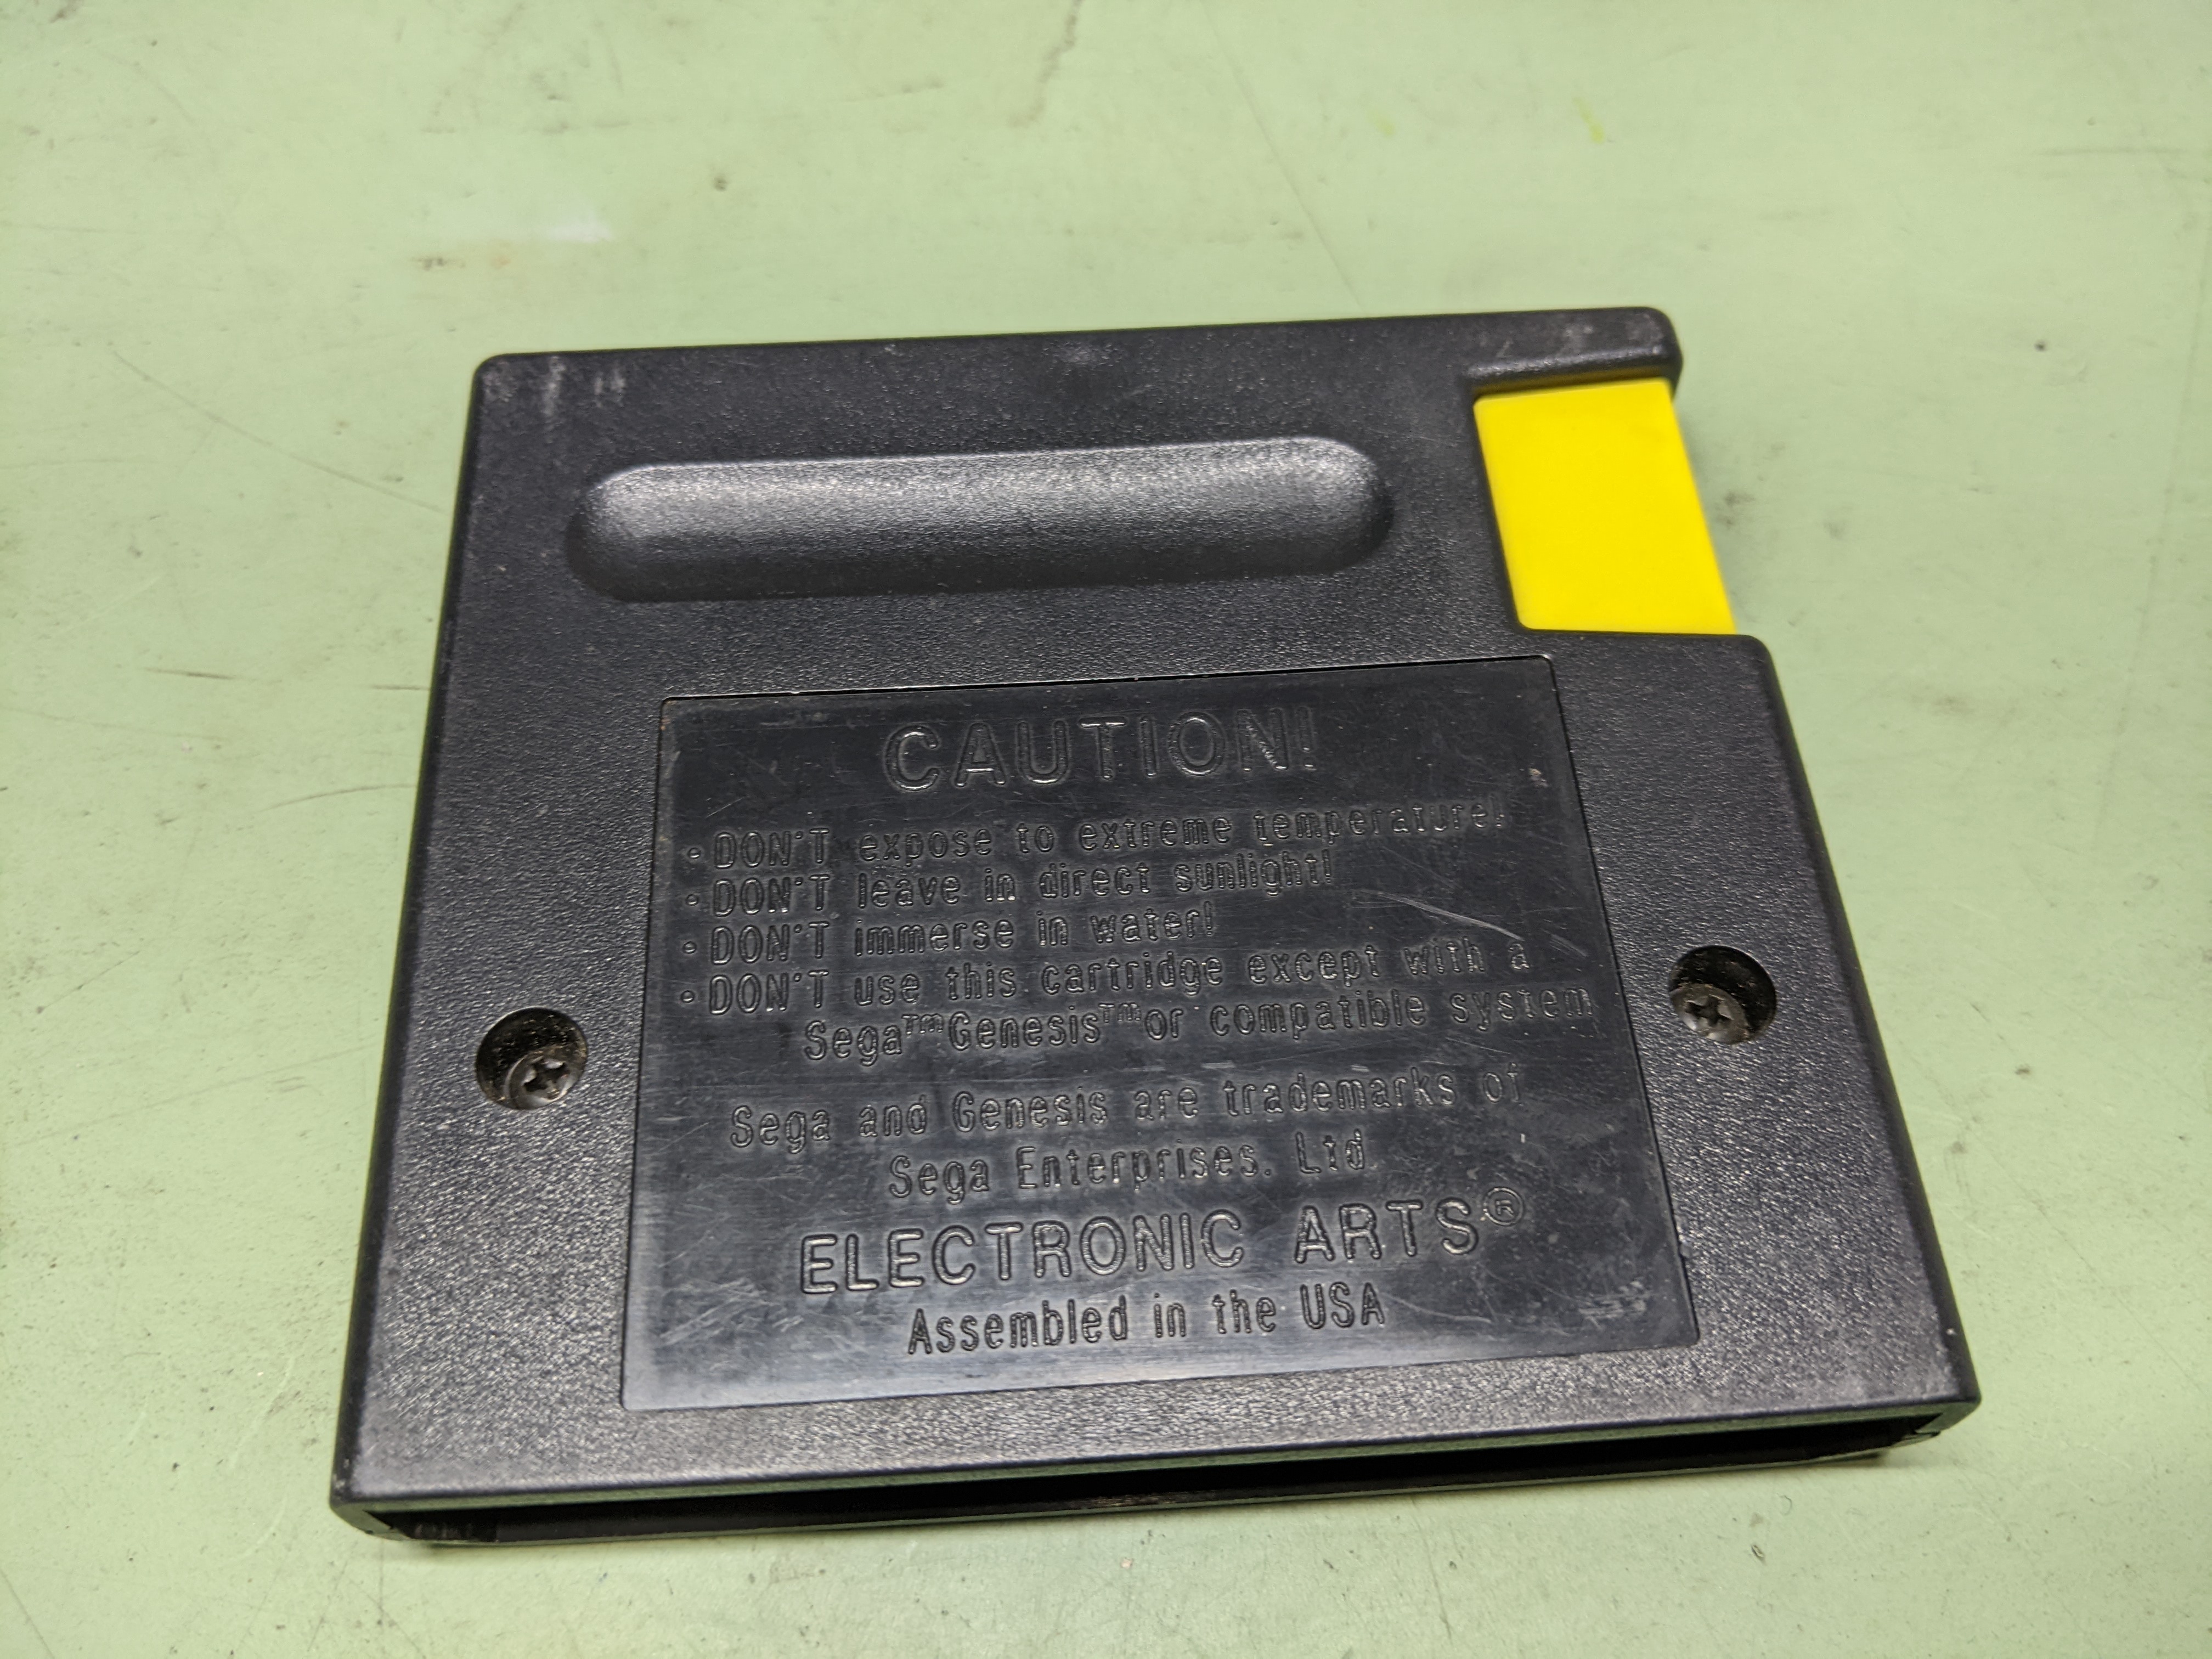 CAUTION!
• DON'T expose to extreme temperature!
• DON'T leave in direct sunlight!
• DON'T immerse in water!
• DON'T use this cartridge except with a
Sega™ Genesis™ or compatible system
Sega and Genesis are trademarks of
Sega Enterprises. Ltd.
ELECTRONIC ARTS®
Assembled in the USA